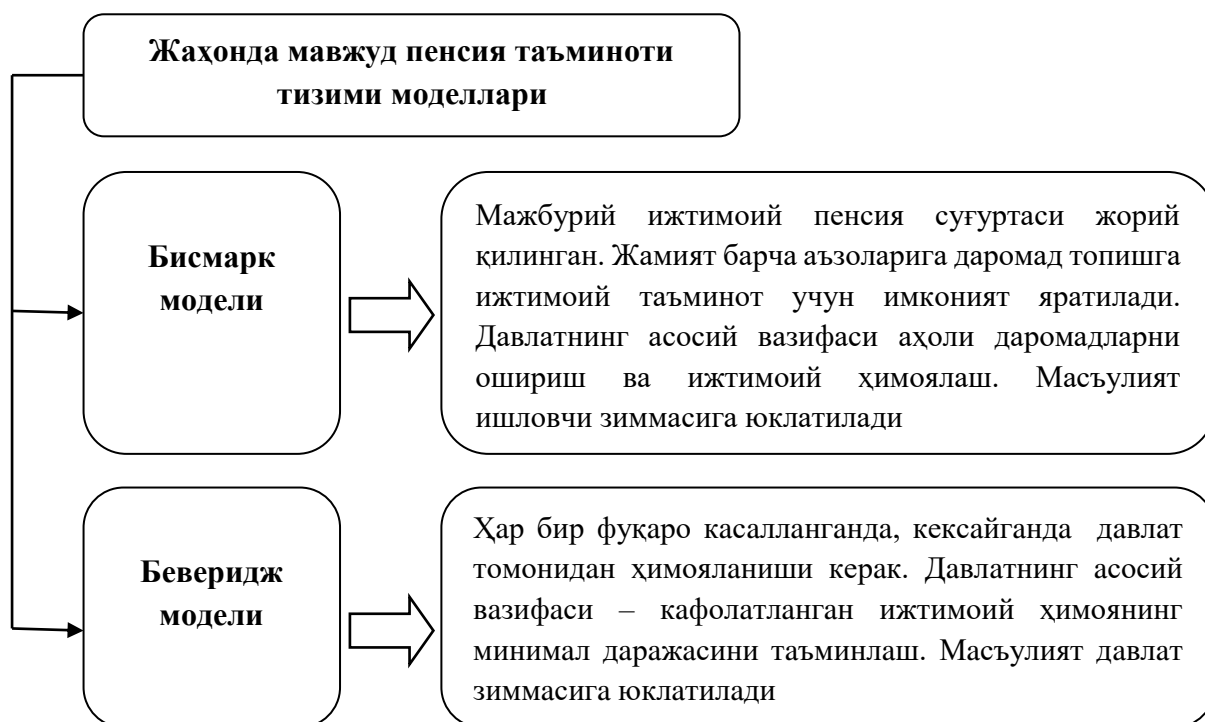 Жаҳонда мавжуд пенсия таъминоти
тизими моделлари
Бисмарк
модели
Мажбурий ижтимоий пенсия суғуртаси жорий
қилинган. Жамият барча аъзоларига даромад топишга
ижтимоий таъминот учун имконият яратилади.
Давлатнинг асосий вазифаси аҳоли даромадларни
ошириш ва ижтимоий ҳимоялаш. Масъулият
ишловчи зиммасига юклатилади
Беверидж
модели
Ҳар бир фуқаро касалланганда, кексайганда давлат
томонидан ҳимояланиши керак. Давлатнинг асосий
вазифаси – кафолатланган ижтимоий ҳимоянинг
минимал даражасини таъминлаш. Масъулият давлат
зиммасига юклатилади